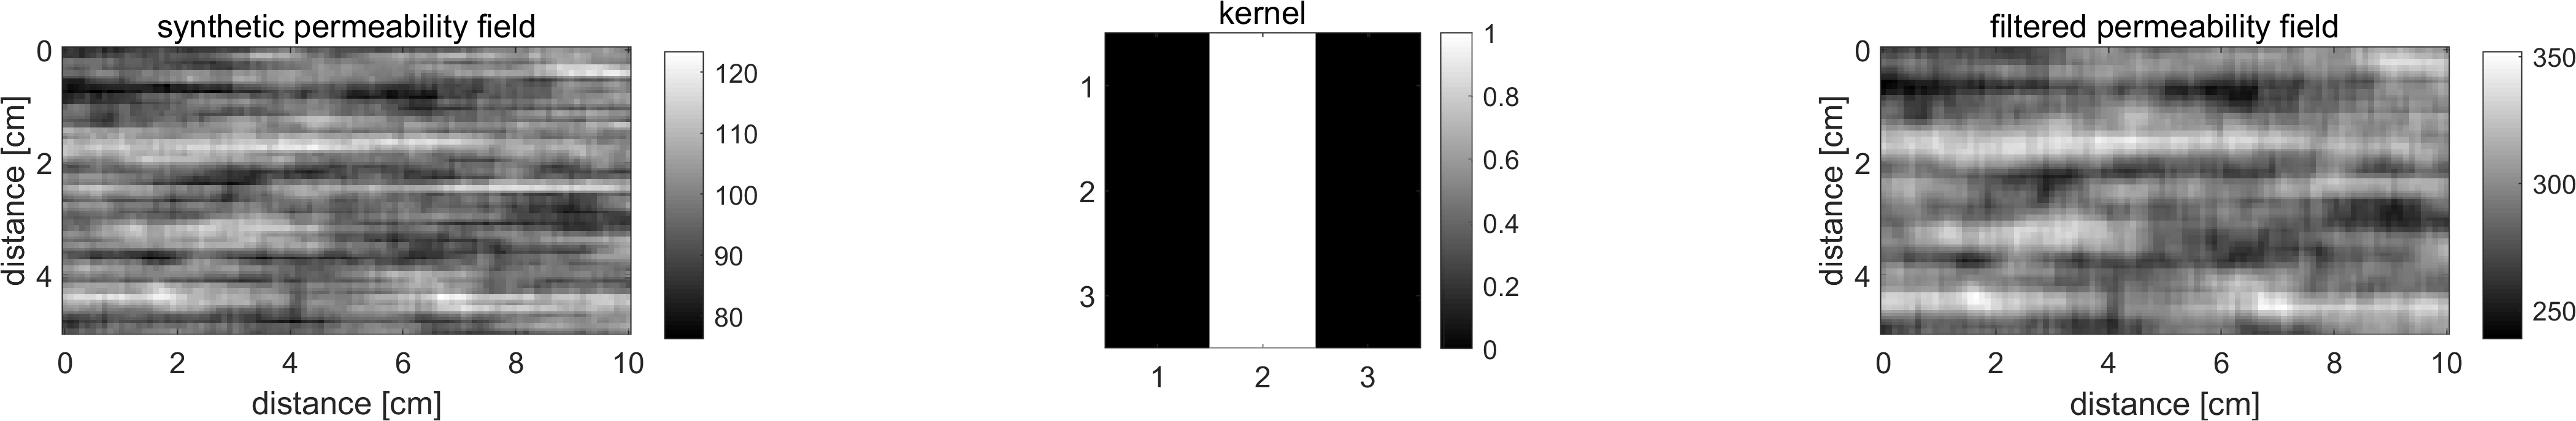 synthetic permeability field
0
2
4
distance [cm]
0 2 4 6 8 10
distance [cm]
120
110
100
90
80
kernel
1
2
3
1 2 3
1
0.8
0.6
0.4
0.2
0
filtered permeability field
0
2
4
distance [cm]
0 2 4 6 8 10
distance [cm]
350
300
250